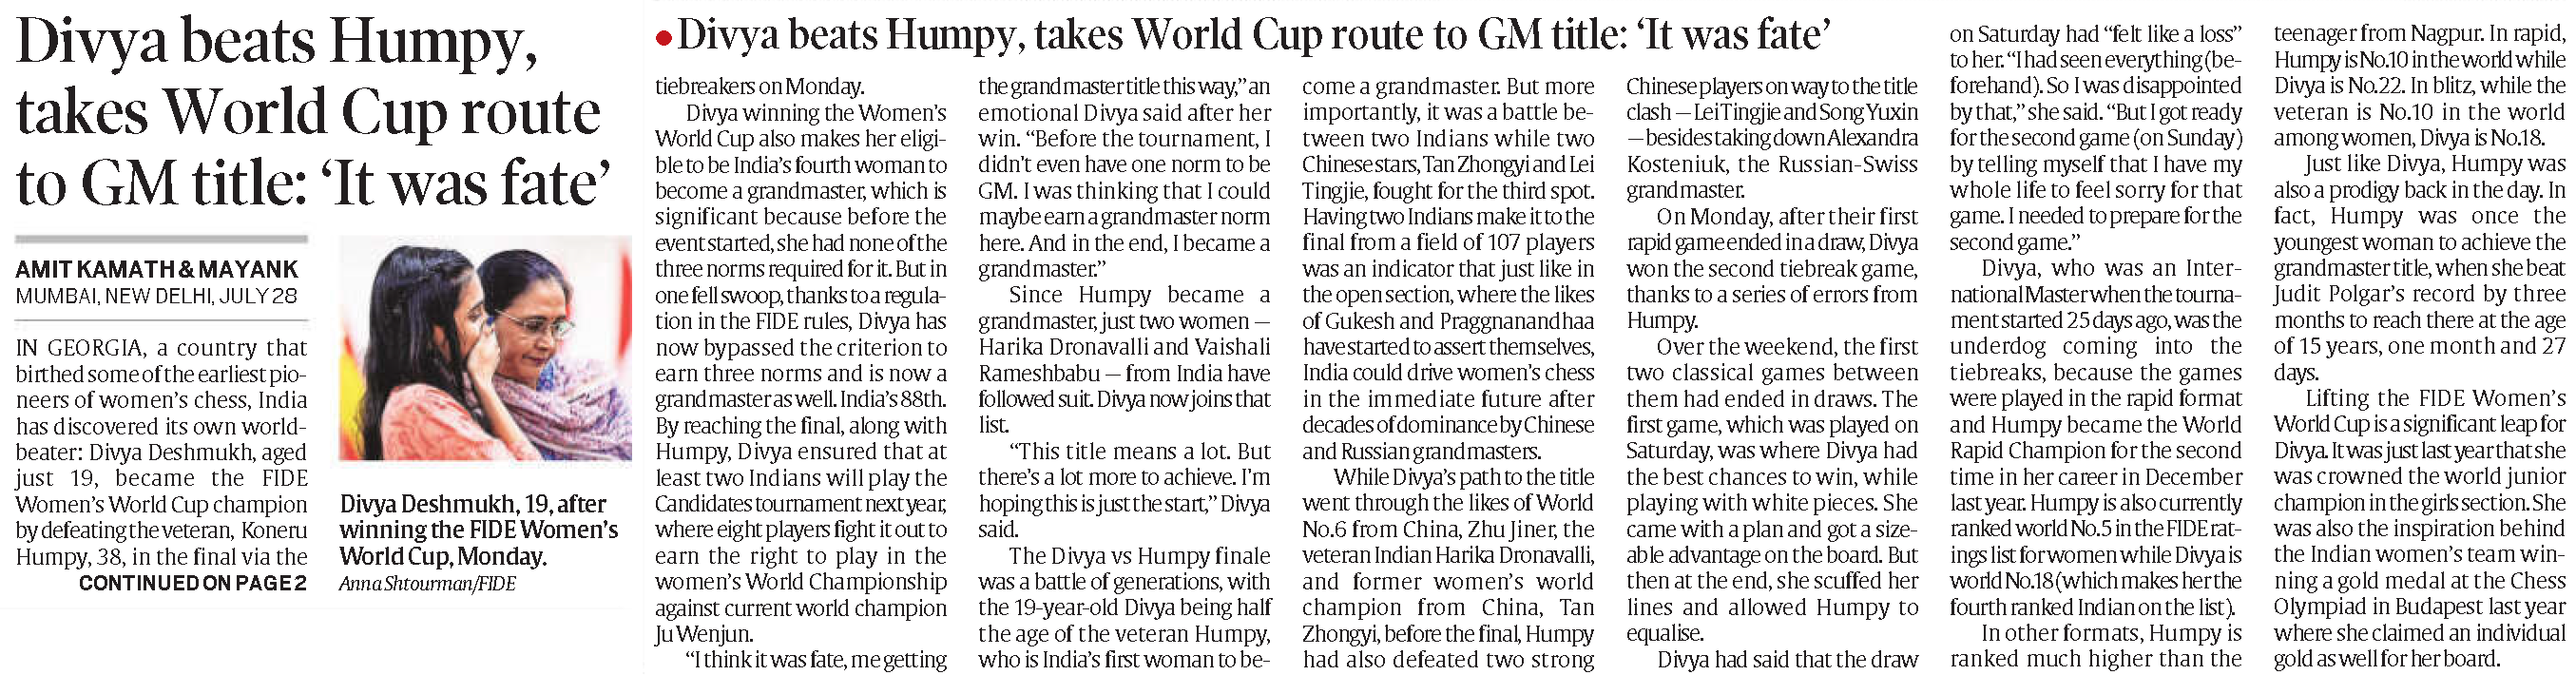 Divya beats Humpy,
takes World Cup route
to GM title: ‘It was fate’
AMIT KAMATH & MAYANK
MUMBAI, NEW DELHI, JULY 28
IN GEORGIA, a country that
birthed some of the earliest pio-
neers of women's chess, India
has discovered its own world-
beater: Divya Deshmukh, aged
just 19, became the FIDE
Women's World Cup champion
by defeating the veteran, Koneru
Humpy, 38, in the final via the
CONTINUED ON PAGE 2
Divya Deshmukh, 19, after
winning the FIDE Women's
World Cup, Monday.
Anna Shtourman/FIDE
•Divya beats Humpy, takes World Cup route to GM title: ‘It was fate’
tiebreakers on Monday.
Divya winning the Women's
World Cup also makes her eligi-
ble to be India's fourth woman to
become a grandmaster, which is
significant because before the
event started, she had none of the
three norms required for it. But in
one fell swoop, thanks to a regula-
tion in the FIDE rules, Divya has
now bypassed the criterion to
earn three norms and is now a
grandmaster as well. India's 88th.
By reaching the final, along with
Humpy, Divya ensured that at
least two Indians will play the
Candidates tournament next year,
where eight players fight it out to
earn the right to play in the
women's World Championship
against current world champion
Ju Wenjun.
“I think it was fate, me getting
the grandmaster title this way,” an
emotional Divya said after her
win. “Before the tournament, I
didn't even have one norm to be
GM. I was thinking that I could
maybe earn a grandmaster norm
here. And in the end, I became a
grandmaster.”
Since Humpy became a
grandmaster, just two women —
Harika Dronavalli and Vaishali
Rameshbabu — from India have
followed suit. Divya now joins that
list.
“This title means a lot. But
there's a lot more to achieve. I'm
hoping this is just the start,” Divya
said.
The Divya vs Humpy finale
was a battle of generations, with
the 19-year-old Divya being half
the age of the veteran Humpy,
who is India's first woman to be-
come a grandmaster. But more
importantly, it was a battle be-
tween two Indians while two
Chinese stars, Tan Zhongyi and Lei
Tingjie, fought for the third spot.
Having two Indians make it to the
final from a field of 107 players
was an indicator that just like in
the open section, where the likes
of Gukesh and Praggnanandhaa
have started to assert themselves,
India could drive women's chess
in the immediate future after
decades of dominance by Chinese
and Russian grandmasters.
While Divya's path to the title
went through the likes of World
No.6 from China, Zhu Jiner, the
veteran Indian Harika Dronavalli,
and former women's world
champion from China, Tan
Zhongyi, before the final, Humpy
had also defeated two strong
Chinese players on way to the title
clash — Lei Tingjie and Song Yuxin
— besides taking down Alexandra
Kosteniuk, the Russian-Swiss
grandmaster.
On Monday, after their first
rapid game ended in a draw, Divya
won the second tiebreak game,
thanks to a series of errors from
Humpy.
Over the weekend, the first
two classical games between
them had ended in draws. The
first game, which was played on
Saturday, was where Divya had
the best chances to win, while
playing with white pieces. She
came with a plan and got a size-
able advantage on the board. But
then at the end, she scuffed her
lines and allowed Humpy to
equalise.
Divya had said that the draw
on Saturday had “felt like a loss”
to her. “I had seen everything (be-
forehand). So I was disappointed
by that,” she said. “But I got ready
for the second game (on Sunday)
by telling myself that I have my
whole life to feel sorry for that
game. I needed to prepare for the
second game.”
Divya, who was an Inter-
national Master when the tourna-
ment started 25 days ago, was the
underdog coming into the
tiebreaks, because the games
were played in the rapid format
and Humpy became the World
Rapid Champion for the second
time in her career in December
last year. Humpy is also currently
ranked world No.5 in the FIDE rat-
ings list for women while Divya is
world No.18 (which makes her the
fourth ranked Indian on the list).
In other formats, Humpy is
ranked much higher than the
teenager from Nagpur. In rapid,
Humpy is No.10 in the world while
Divya is No.22. In blitz, while the
veteran is No.10 in the world
among women, Divya is No.18.
Just like Divya, Humpy was
also a prodigy back in the day. In
fact, Humpy was once the
youngest woman to achieve the
grandmaster title, when she beat
Judit Polgar's record by three
months to reach there at the age
of 15 years, one month and 27
days.
Lifting the FIDE Women's
World Cup is a significant leap for
Divya. It was just last year that she
was crowned the world junior
champion in the girls section. She
was also the inspiration behind
the Indian women's team win-
ning a gold medal at the Chess
Olympiad in Budapest last year
where she claimed an individual
gold as well for her board.